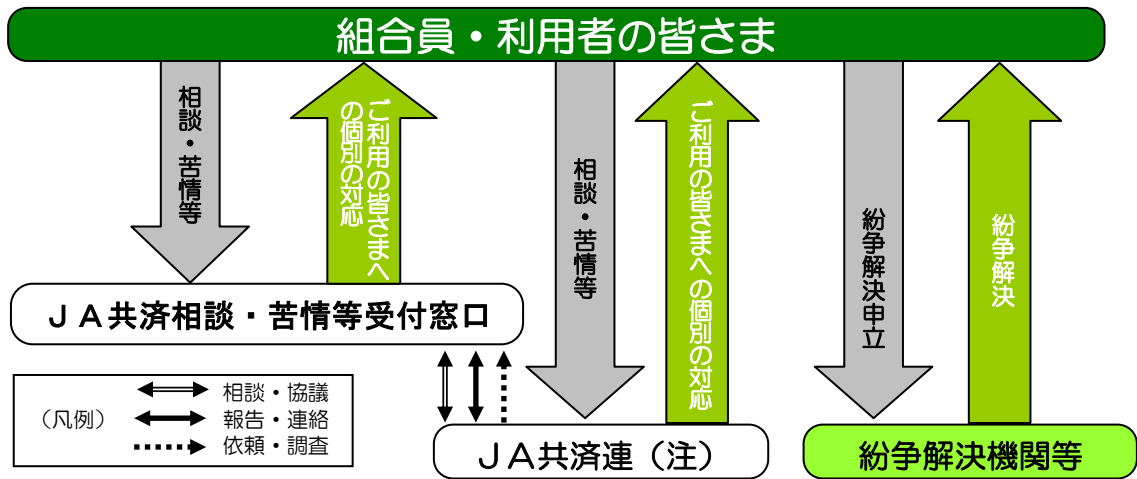 組合員・利用者の皆さま
相談・苦情等
ご利用の皆さまへ
の個別の対応
相談・苦情等
ご利用の皆さまへの個別の対応
紛争解決申立
紛争解決
ＪＡ共済相談・苦情等受付窓口
（凡例）
相談・協議
報告・連絡
依頼・調査
ＪＡ共済連（注）
紛争解決機関等